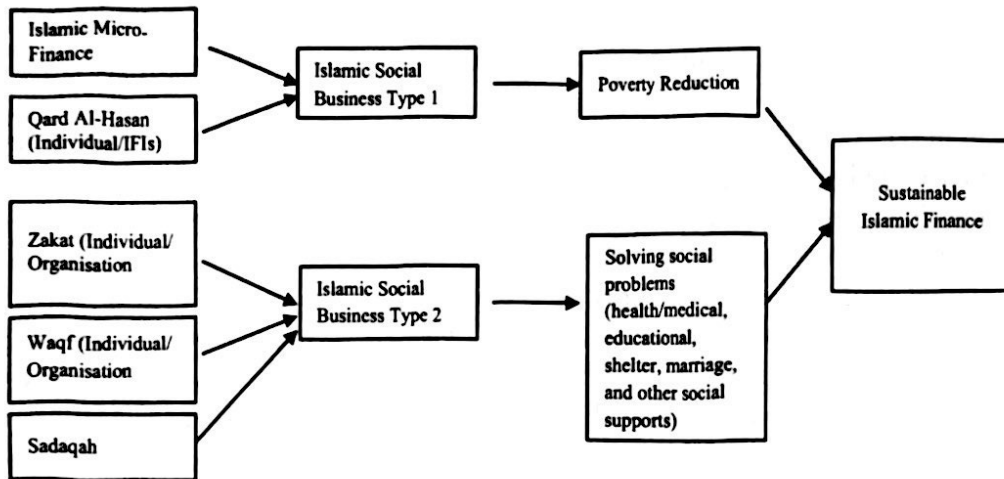 Islamic Micro-
Finance
Qard Al-Hasan
(Individual/IFIs)
Islamic Social
Business Type 1
Poverty Reduction
Zakat (Individual/
Organisation
Waqf (Individual/
Organisation
Sadaqah
Islamic Social
Business Type 2
Solving social
problems
(health/medical,
educational,
shelter, marriage,
and other social
supports)
Sustainable
Islamic Finance